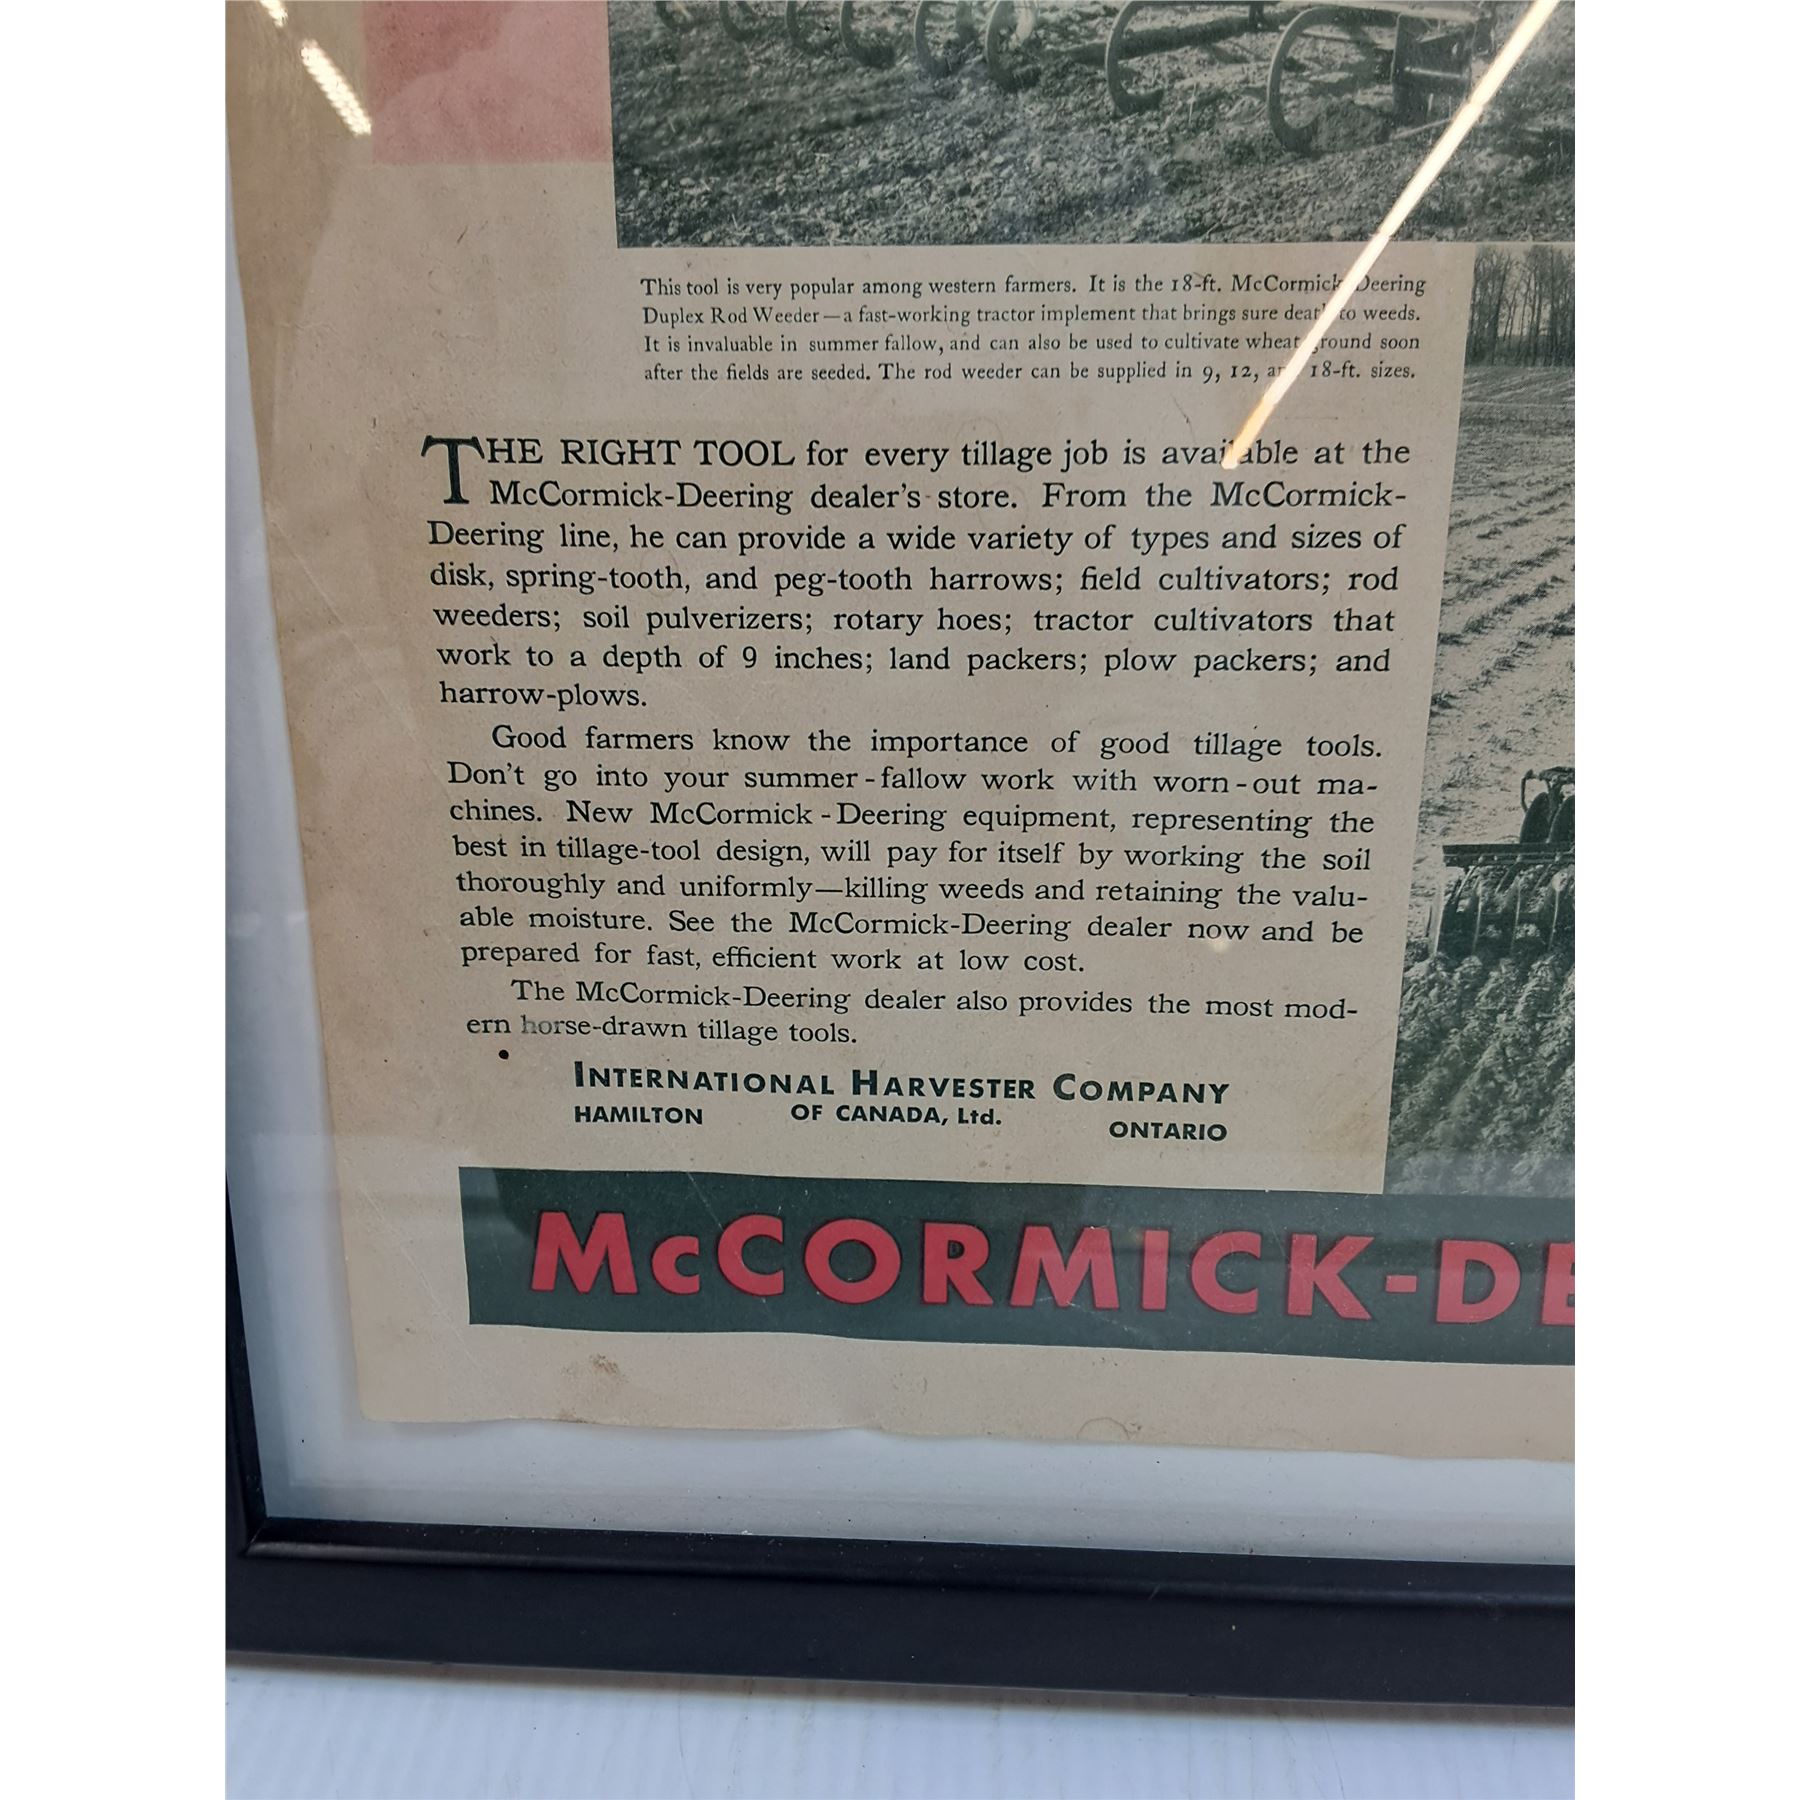 This tool is very popular among western farmers. It is the 18-ft. McCormick-Deering
Duplex Rod Weeder—a fast-working tractor implement that brings sure death to weeds.
It is invaluable in summer fallow, and can also be used to cultivate wheat ground soon
after the fields are seeded. The rod weeder can be supplied in 9, 12, and 18-ft. sizes.
THE RIGHT TOOL for every tillage job is available at the
McCormick-Deering dealer's store. From the McCormick-
Deering line, he can provide a wide variety of types and sizes of
disk, spring-tooth, and peg-tooth harrows; field cultivators; rod
weeders; soil pulverizers; rotary hoes; tractor cultivators that
work to a depth of 9 inches; land packers; plow packers; and
harrow-plows.
Good farmers know the importance of good tillage tools.
Don't go into your summer-fallow work with worn-out ma-
chines. New McCormick-Deering equipment, representing the
best in tillage-tool design, will pay for itself by working the soil
thoroughly and uniformly—killing weeds and retaining the valu-
able moisture. See the McCormick-Deering dealer now and be
prepared for fast, efficient work at low cost.
The McCormick-Deering dealer also provides the most mod-
ern horse-drawn tillage tools.
INTERNATIONAL HARVESTER COMPANY
HAMILTON OF CANADA, Ltd. ONTARIO
McCORMICK-DE